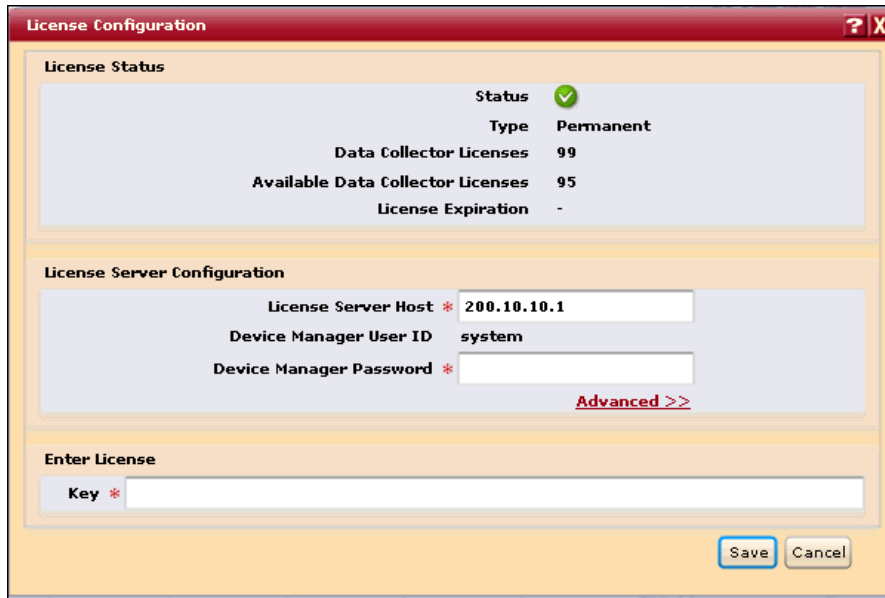 License Configuration ? X
License Status
Status
Type Permanent
Data Collector Licenses 99
Available Data Collector Licenses 95
License Expiration -
License Server Configuration
License Server Host * 200.10.10.1
Device Manager User ID system
Device Manager Password *
Advanced >>
Enter License
Key *
Save Cancel